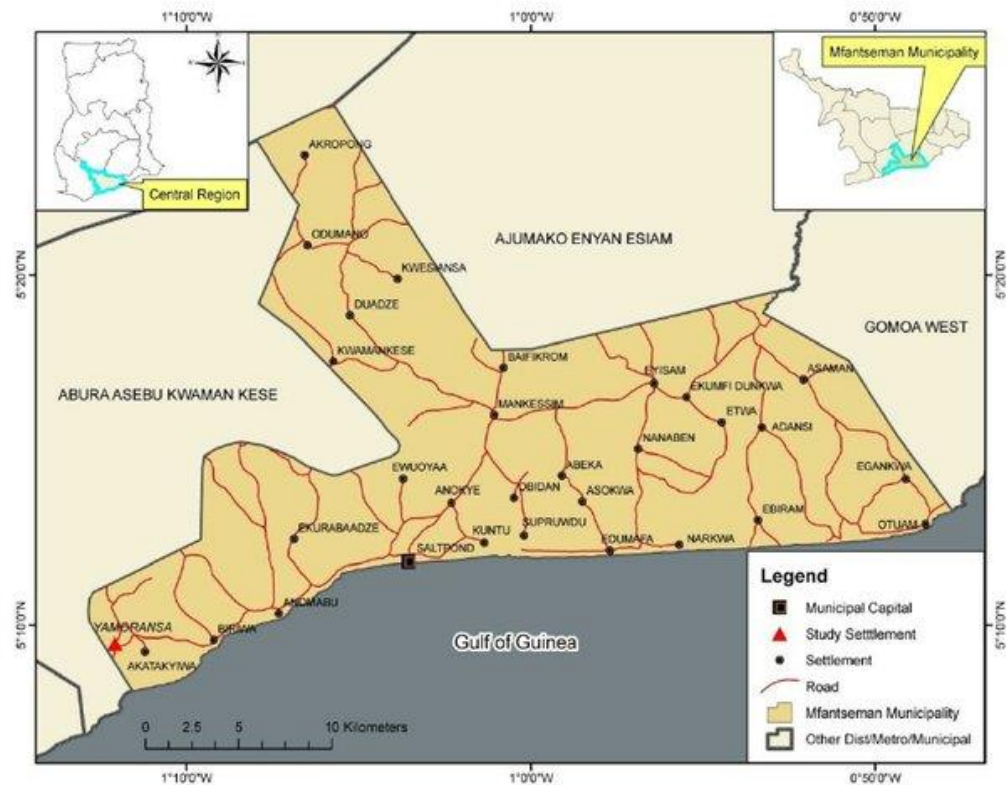 1°10'0"W
1°0'0"W
0°50'0"W
Mfantseman Municipality
Central Region
AKROPONG
ODUMANO
KWESIANSA
AJUMAKO ENYAN ESIAM
5°20'0"N
5°20'0"N
DUADZE
GOMOA WEST
KWAMANKESE
BAIFIKROM
EYISAM
ASAMAN
ABURA ASEBU KWAMAN KESE
EKUMFI DUNKWA
MANKESSIM
ETWA
ADANSI
NANABEN
EWUOYAA
ABEKA
EGANKWA
ANOKYE
OBIDAN
ASOKWA
EKURABAADZE
KUNTU
SUPRUWDU
EBIRAM
OTUAM
SALTPOND
EDUMAFA
NARKWA
Legend
ANOMABU
Municipal Capital
YAMORANSA
BIRIWA
Gulf of Guinea
Study Setttlement
5°10'0"N
5°10'0"N
AKATAKYIWA
Settlement
Road
0 2.5 5 10 Kilometers
Mfantseman Municipality
Other Dist/Metro/Municipal
1°10'0"W
1°0'0"W
0°50'0"W